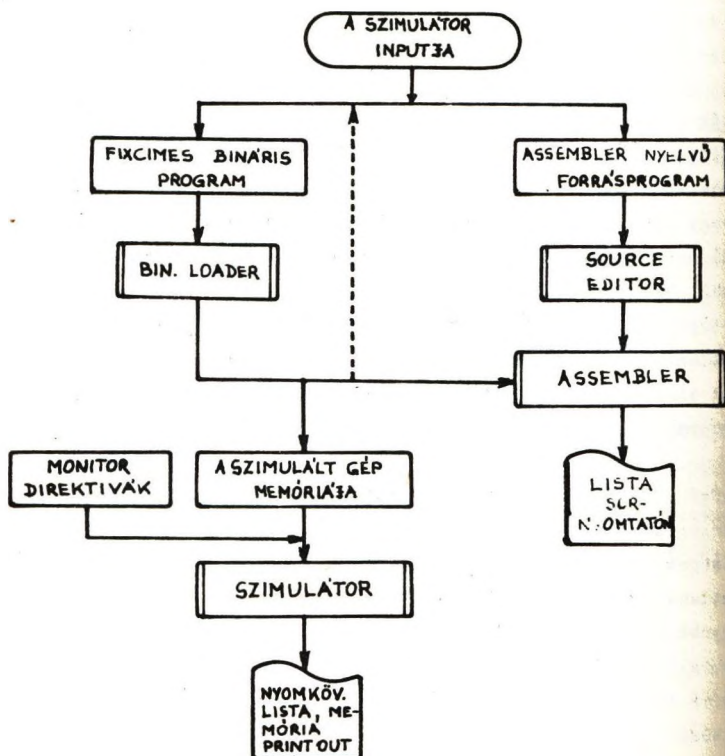 A SZIMULÁTOR
INPUTJA
FIXCIMES BINÁRIS
PROGRAM
ASSEMBLER NYELVŰ
FORRÁSPROGRAM
BIN. LOADER
SOURCE
EDITOR
ASSEMBLER
MONITOR
DIREKTIVÁK
A SZIMULÁLT GÉP
MEMÓRIÁJA
LISTA
SZIMULÁTOR
NYOMKÖV.
LISTA, ME-
MÓRIA
PRINT OUT